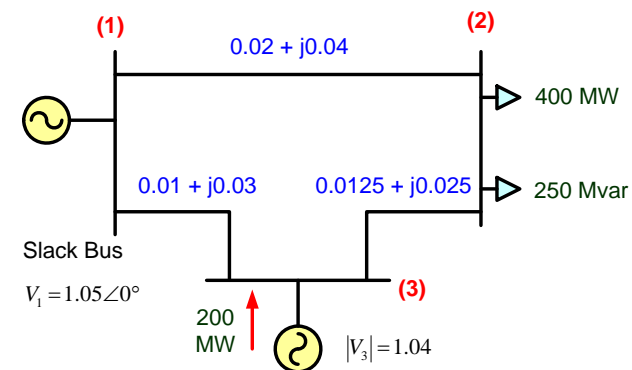 (1)
(2)
0.02 + j0.04
400 MW
0.01 + j0.03
0.0125 + j0.025
250 Mvar
Slack Bus
V₁ = 1.05∠0°
(3)
200
MW
|V₃| = 1.04